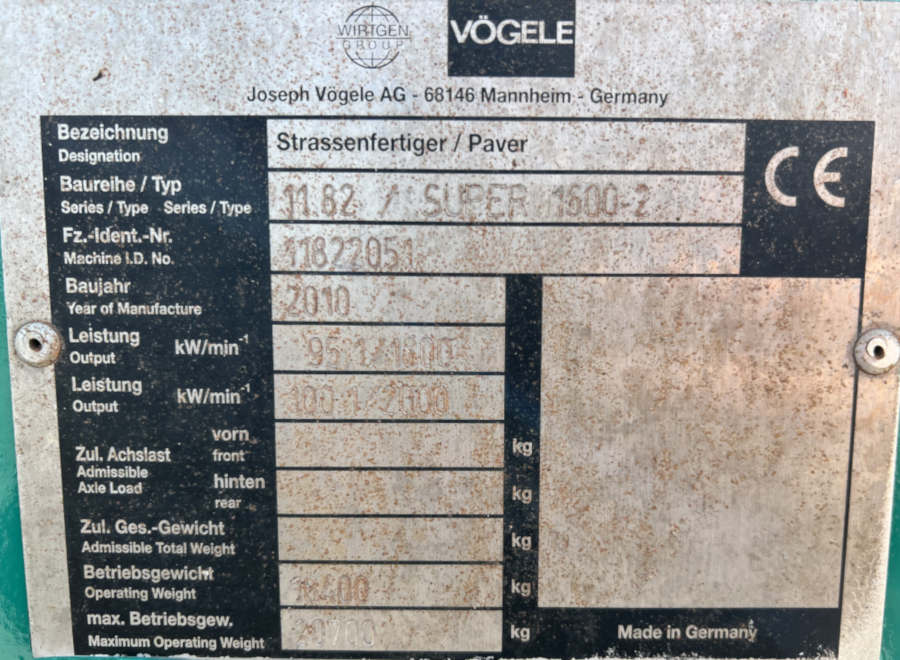 WIRTGEN
GROUP
VÖGELE
Joseph Vögele AG - 68146 Mannheim - Germany
Bezeichnung
Designation
Strassenfertiger / Paver
CE
Baureihe / Typ
Series / Type Series / Type
11.82 / SUPER 1600-2
Fz.-Ident.-Nr.
Machine I.D. No.
11822051
Baujahr
Year of Manufacture
2010
Leistung
Output
kW/min-1
95.1/1600
Leistung
Output
kW/min-1
100.1/2000
Zul. Achslast
Admissible
Axle Load
vorn
front
kg
hinten
rear
kg
Zul. Ges.-Gewicht
Admissible Total Weight
kg
Betriebsgewicht
Operating Weight
kg
max. Betriebsgew.
Maximum Operating Weight
20700
kg
Made in Germany